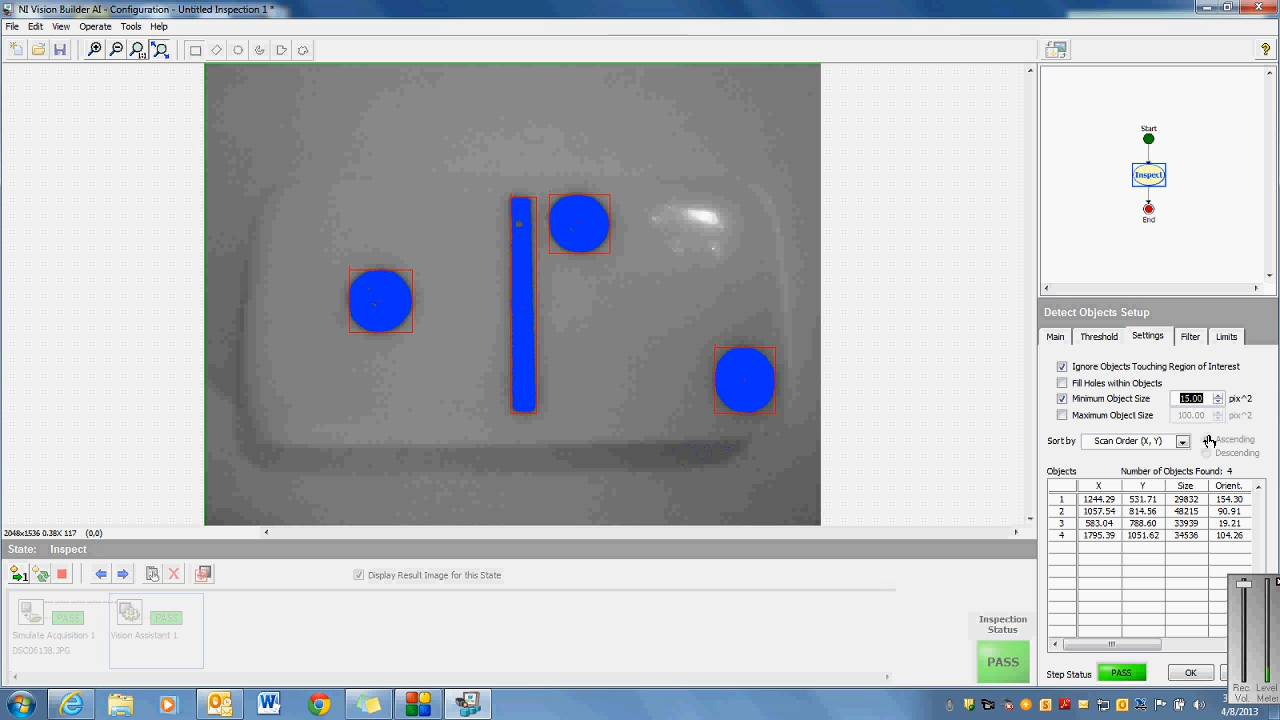 NI Vision Builder AI - Configuration - Untitled Inspection 1 *
File Edit View Operate Tools Help
Start
Inspect
End
Detect Objects Setup
Main Threshold Settings Filter Limits
Ignore Objects Touching Region of Interest
Fill Holes within Objects
Minimum Object Size 15.00 pix^2
Maximum Object Size 100.00 pix^2
Sort by Scan Order (X, Y) Ascending
Descending
Objects Number of Objects Found: 4
X Y Size Orient.
1 1244.29 531.71 29832 154.30
2 1057.54 814.56 48215 90.91
3 583.04 788.60 33939 19.21
4 1795.39 1051.62 34536 104.26
Step Status PASS OK
2048x1536 0.38X 117 (0,0)
State: Inspect
Display Result Image for this State
PASS PASS
Simulate Acquisition 1 Vision Assistant 1
DSC06138.JPG
Inspection
Status
PASS
Rec. Level
Vol. Meter
4/8/2013